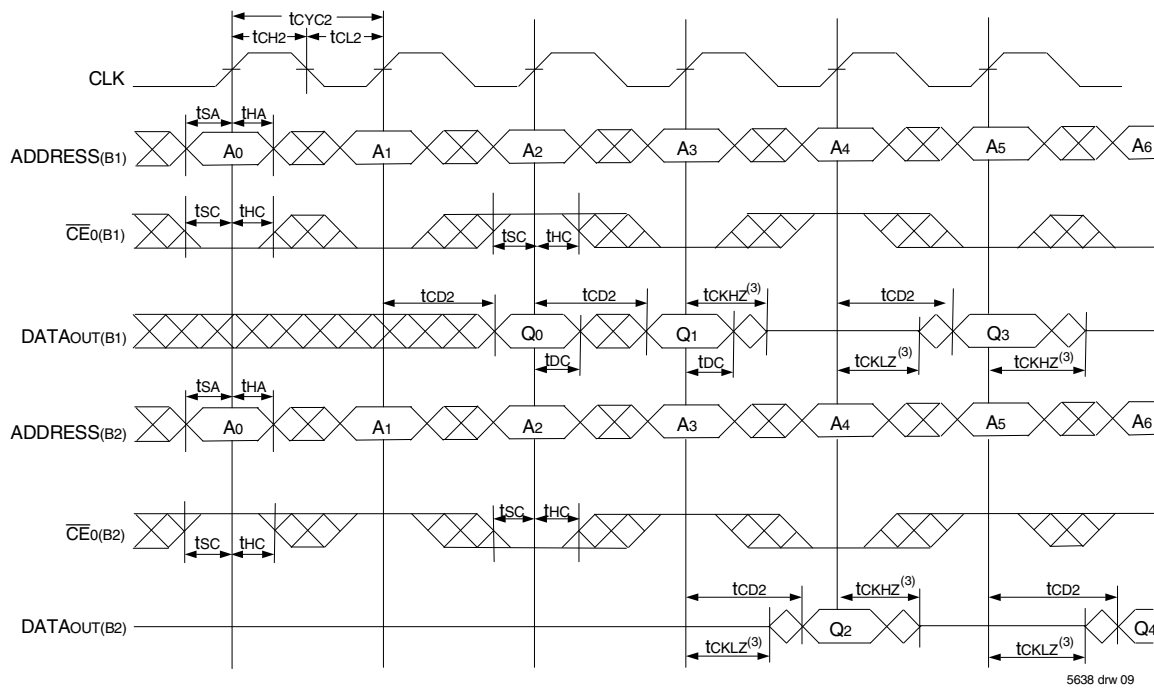 tCYC2
tCH2 tCL2
CLK
tSA tHA
ADDRESS(B1) A0 A1 A2 A3 A4 A5 A6
tSC tHC
CE0(B1)
tSC tHC
tCD2 tCD2 tCKHZ(3) tCD2
DATAOUT(B1) Q0 Q1 Q3
tDC tDC tCKLZ(3) tCKHZ(3)
tSA tHA
ADDRESS(B2) A0 A1 A2 A3 A4 A5 A6
tSC tHC
CE0(B2)
tSC tHC
tCD2 tCKHZ(3) tCD2
DATAOUT(B2) Q2 Q4
tCKLZ(3) tCKLZ(3)
5638 drw 09